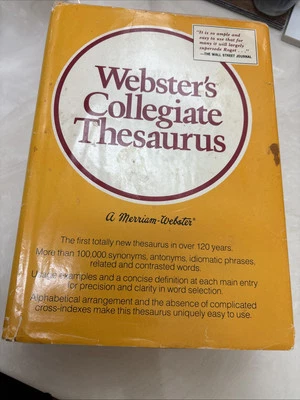 "It is so ample and
easy to use that for
many it will largely
supersede Roget . . ."
—THE WALL STREET JOURNAL
Webster's
Collegiate
Thesaurus
A Merriam-Webster®
The first totally new thesaurus in over 120 years.
More than 100,000 synonyms, antonyms, idiomatic phrases,
related and contrasted words.
examples and a concise definition at each main entry
for precision and clarity in word selection.
Alphabetical arrangement and the absence of complicated
cross-indexes make this thesaurus uniquely easy to use.